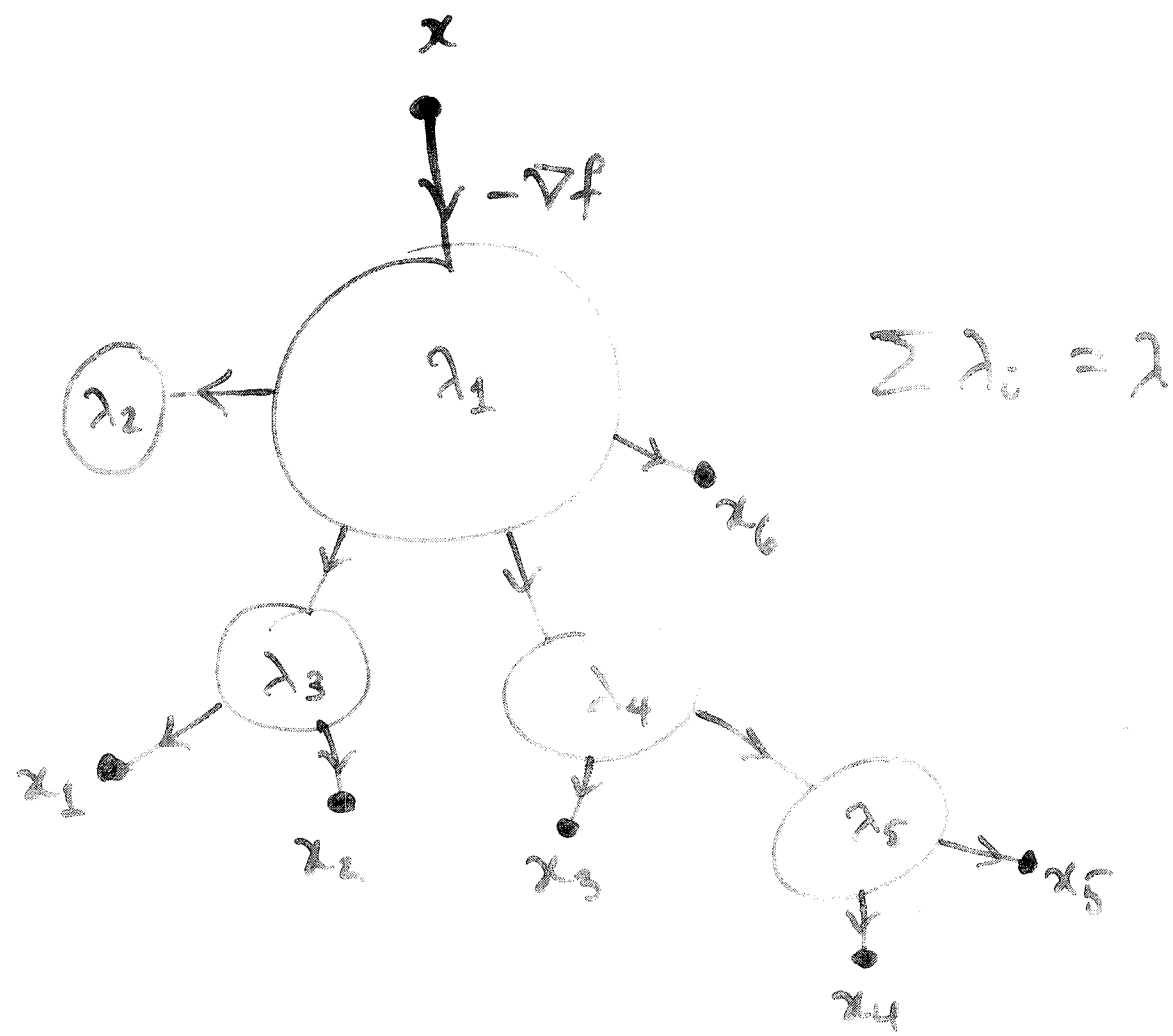 x
-∇f
λ₁
λ₂
∑ λᵢ = λ
x₆
λ₃
λ₄
x₁
x₂
x₃
λ₅
x₅
x₄